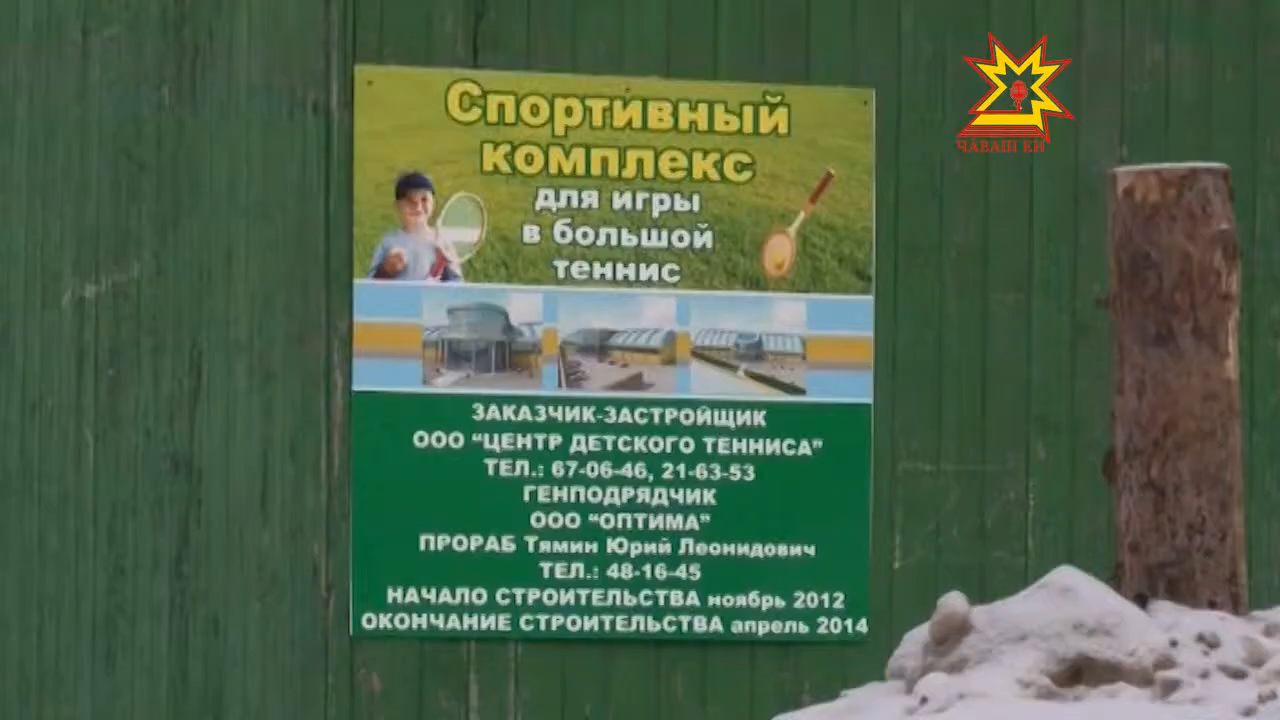 Спортивный
комплекс
для игры
в большой
теннис
ЗАКАЗЧИК-ЗАСТРОЙЩИК
ООО “ЦЕНТР ДЕТСКОГО ТЕННИСА”
ТЕЛ.: 67-06-46, 21-63-53
ГЕНПОДРЯДЧИК
ООО “ОПТИМА”
ПРОРАБ Тямин Юрий Леонидович
ТЕЛ.: 48-16-45
НАЧАЛО СТРОИТЕЛЬСТВА ноябрь 2012
ОКОНЧАНИЕ СТРОИТЕЛЬСТВА апрель 2014
ЧӐВАШ ЕН